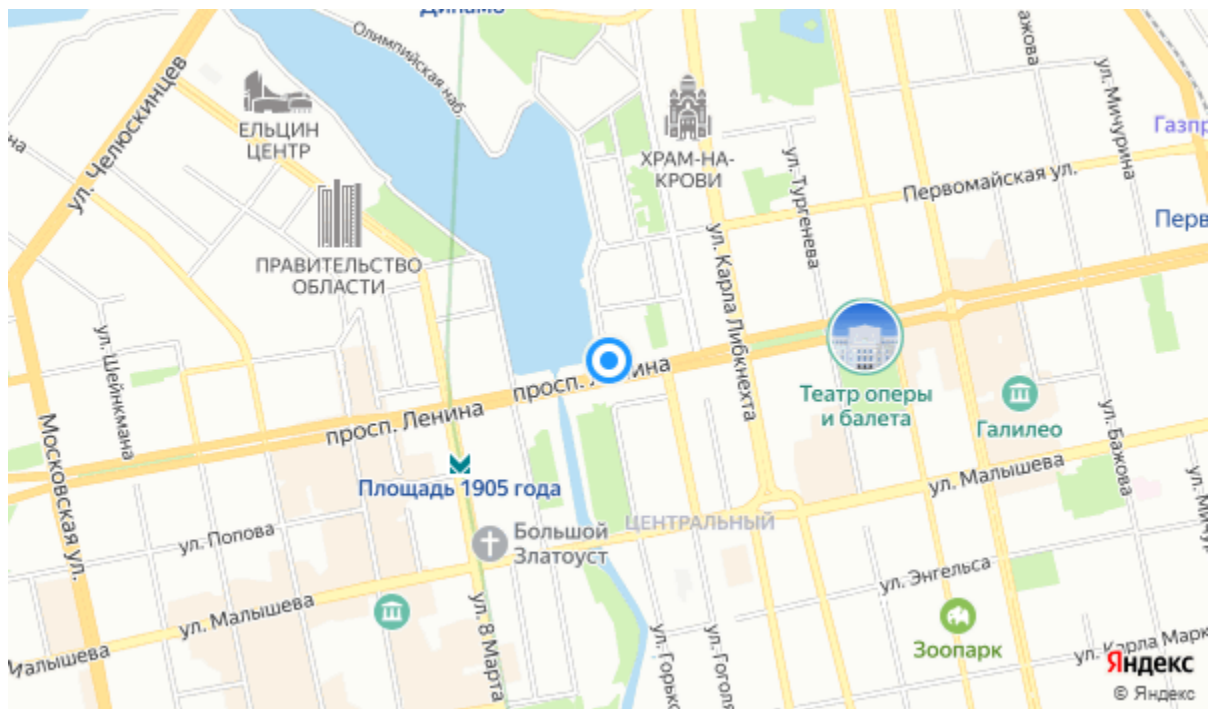 Динамо
Олимпийская наб.
ул. Челюскинцев
ЕЛЬЦИН
ЦЕНТР
ХРАМ-НА-
КРОВИ
ул. Тургенева
ул. Мичурина
Газпр
Первомайская ул.
Перв
ПРАВИТЕЛЬСТВО
ОБЛАСТИ
ул. Карла Либкнехта
ул. Шейнкмана
Московская ул.
просп. Ленина
просп. Ленина
Театр оперы
и балета
Галилео
ул. Бажова
ул. Малышева
Площадь 1905 года
ЦЕНТРАЛЬНЫЙ
ул. Попова
Большой
Златоуст
ул. Мичур
ул. Энгельса
ул. Малышева
Малышева
ул. 8 Марта
ул. Горько
ул. Гоголя
Зоопарк
ул. Карла Марк
Яндекс
© Яндекс